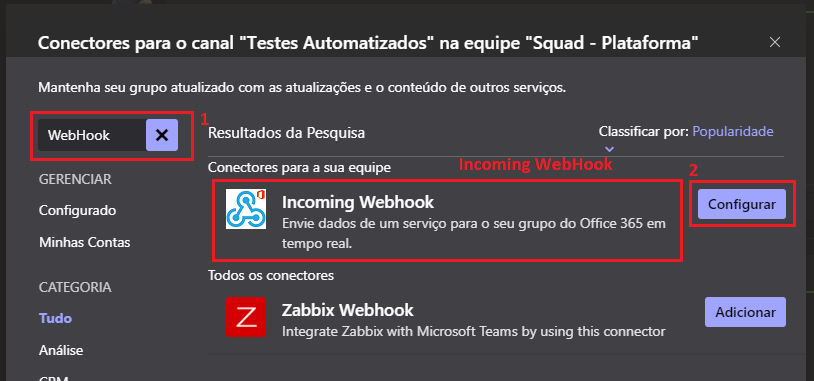 Conectores para o canal "Testes Automatizados" na equipe "Squad - Plataforma"
Mantenha seu grupo atualizado com as atualizações e o conteúdo de outros serviços.
WebHook
1
Resultados da Pesquisa
Classificar por: Popularidade
GERENCIAR
Configurado
Minhas Contas
CATEGORIA
Tudo
Análise
CRM
Conectores para a sua equipe
Incoming WebHook
2
Incoming Webhook
Envie dados de um serviço para o seu grupo do Office 365 em
tempo real.
Configurar
Todos os conectores
Z
Zabbix Webhook
Integrate Zabbix with Microsoft Teams by using this connector
Adicionar